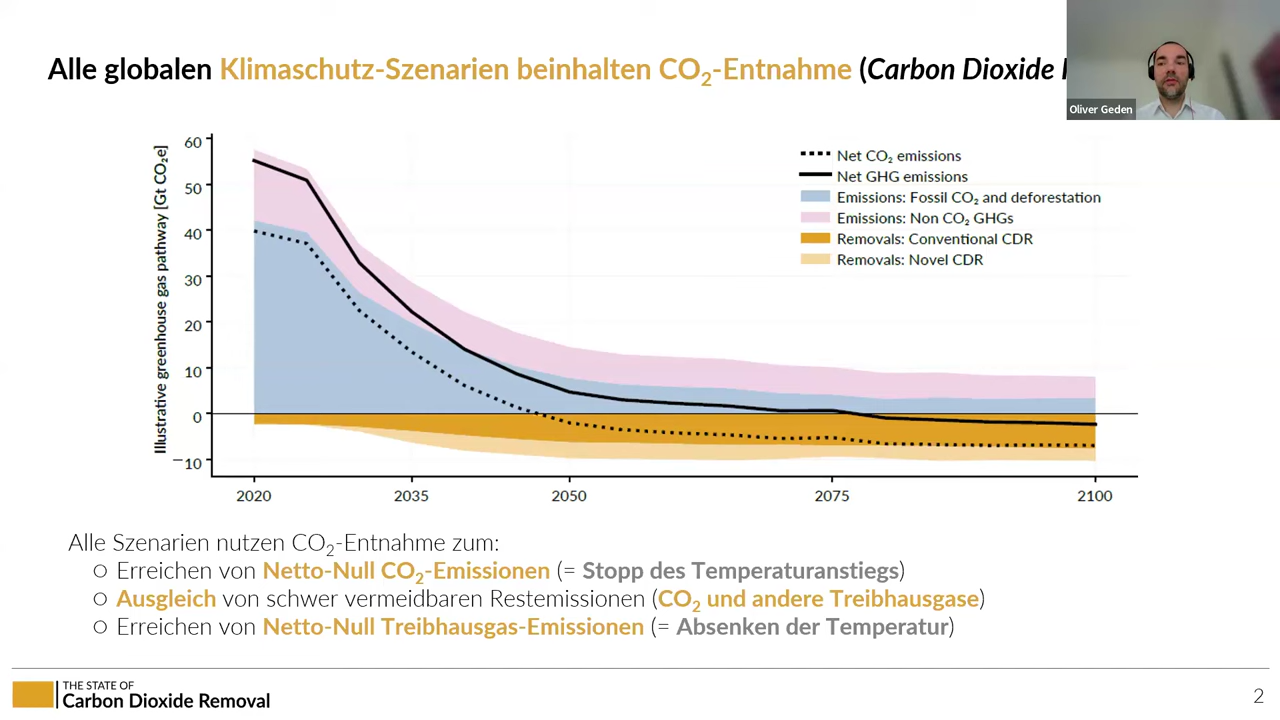 Alle globalen Klimaschutz-Szenarien beinhalten CO₂-Entnahme (Carbon Dioxide
Oliver Geden
Illustrative greenhouse gas pathway [Gt CO₂e]
60
50
40
30
20
10
0
−10
2020 2035 2050 2075 2100
Net CO₂ emissions
Net GHG emissions
Emissions: Fossil CO₂ and deforestation
Emissions: Non CO₂ GHGs
Removals: Conventional CDR
Removals: Novel CDR
Alle Szenarien nutzen CO₂-Entnahme zum:
○ Erreichen von Netto-Null CO₂-Emissionen (= Stopp des Temperaturanstiegs)
○ Ausgleich von schwer vermeidbaren Restemissionen (CO₂ und andere Treibhausgase)
○ Erreichen von Netto-Null Treibhausgas-Emissionen (= Absenken der Temperatur)
THE STATE OF
Carbon Dioxide Removal
2